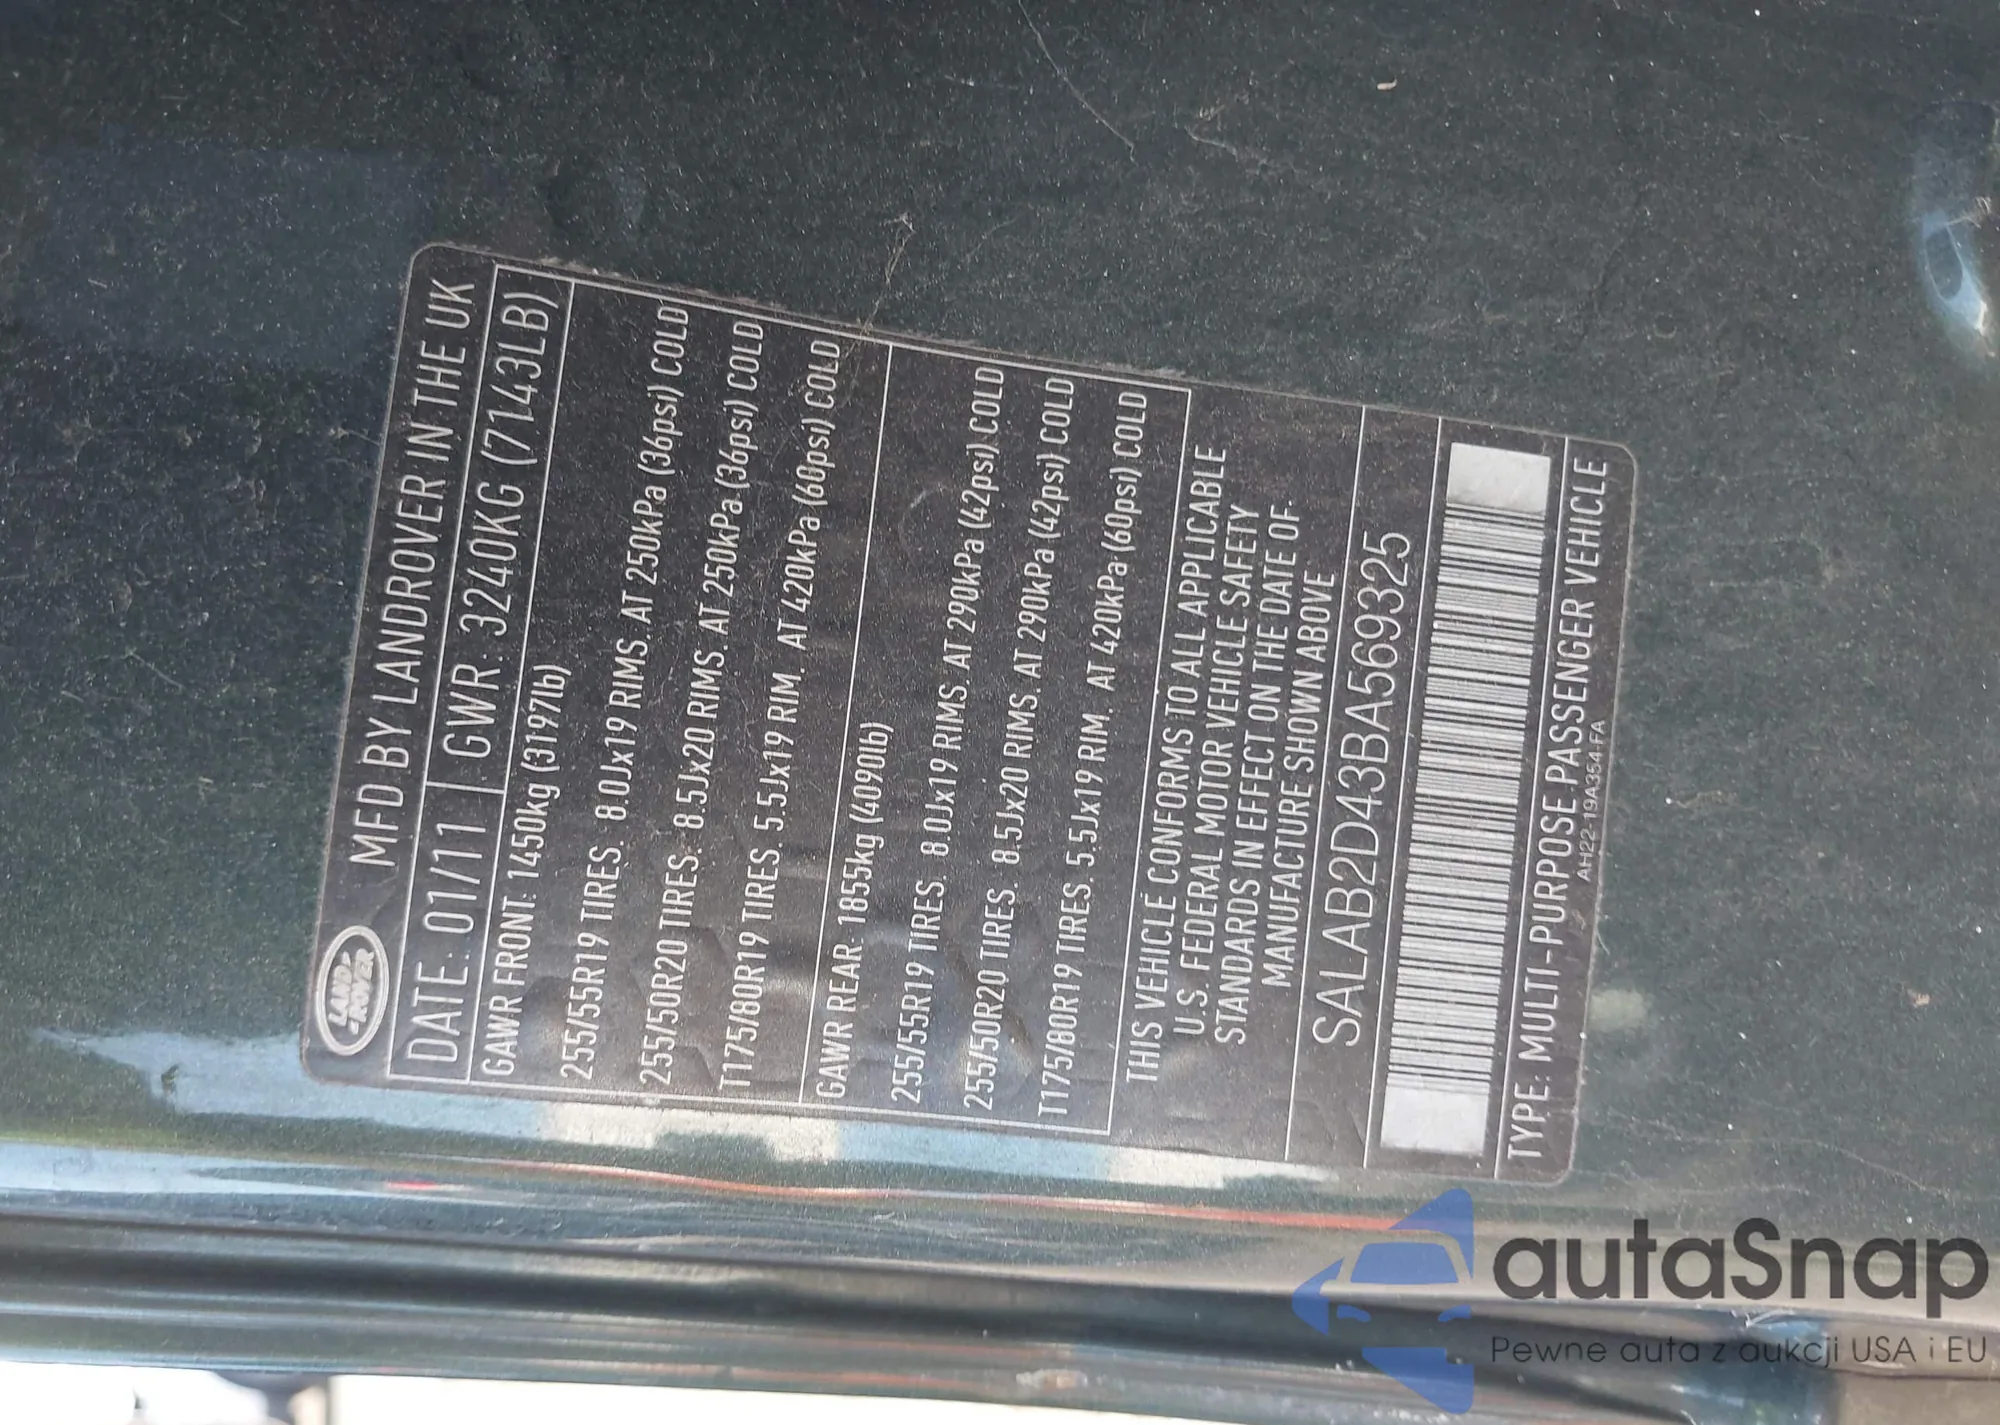 LAND
ROVER
MFD BY LANDROVER IN THE UK
DATE: 01/11 GWR: 3240KG (7143LB)
GAWR FRONT: 1450kg (3197lb)
255/55R19 TIRES. 8.0Jx19 RIMS. AT 250kPa (36psi) COLD
255/50R20 TIRES. 8.5Jx20 RIMS. AT 250kPa (36psi) COLD
T175/80R19 TIRES. 5.5Jx19 RIM. AT 420kPa (60psi) COLD
GAWR REAR 1855kg (4090lb)
255/55R19 TIRES. 8.0Jx19 RIMS. AT 290kPa (42psi) COLD
255/50R20 TIRES. 8.5Jx20 RIMS. AT 290kPa (42psi) COLD
T175/80R19 TIRES. 5.5Jx19 RIM. AT 420kPa (60psi) COLD
THIS VEHICLE CONFORMS TO ALL APPLICABLE
U.S. FEDERAL MOTOR VEHICLE SAFETY
STANDARDS IN EFFECT ON THE DATE OF
MANUFACTURE SHOWN ABOVE
SALAB2D43BA569325
TYPE: MULTI-PURPOSE PASSENGER VEHICLE
AH22-19A354FA
autaSnap
Pewne auta z aukcji USA i EU